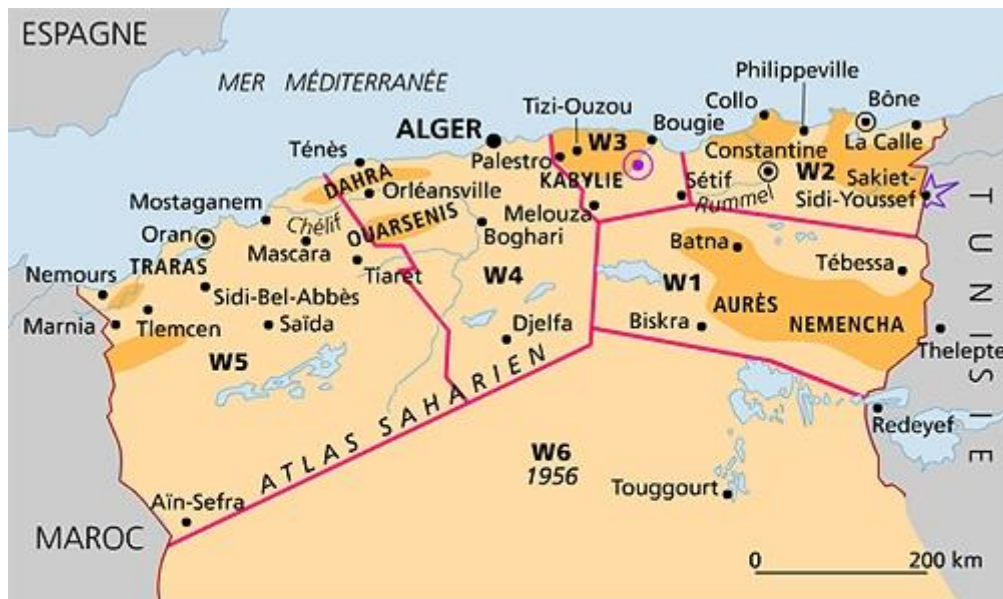 ESPAGNE
MER MÉDITERRANÉE
Philippeville
Tizi-Ouzou
Collo
Bône
ALGER
W3
Bougie
La Calle
Ténès
Palestro
Constantine
W2
DAHRA
KABYLIE
Sétif
Sakiet-
Sidi-Youssef
Orléansville
Rummel
Mostaganem
Chélif
OUARSENIS
Melouza
Oran
Mascara
Boghari
Batna
TRARAS
Tiaret
W4
W1
Tébessa
Nemours
Sidi-Bel-Abbès
AURÈS
Marnia
Tlemcen
Saïda
Djelfa
Biskra
NEMENCHA
W5
Thelepte
TUNISIE
ATLAS SAHARIEN
Redeyef
W6
1956
Touggourt
Aïn-Sefra
MAROC
0 200 km